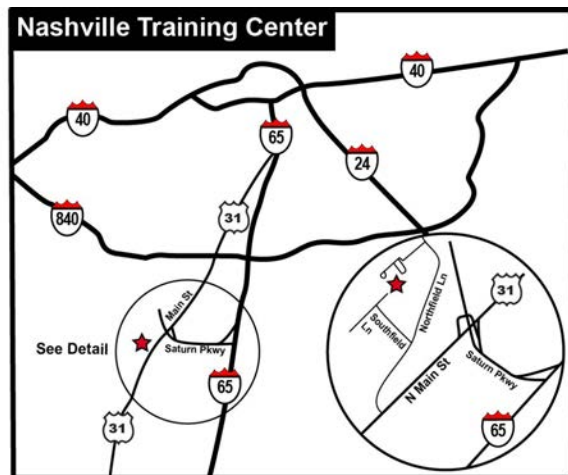 Nashville Training Center
40
40
65
24
840
31
31
Main St
Northfield Ln
Southfield
Ln
See Detail
Saturn Pkwy
N Main St
Saturn Pkwy
65
65
31